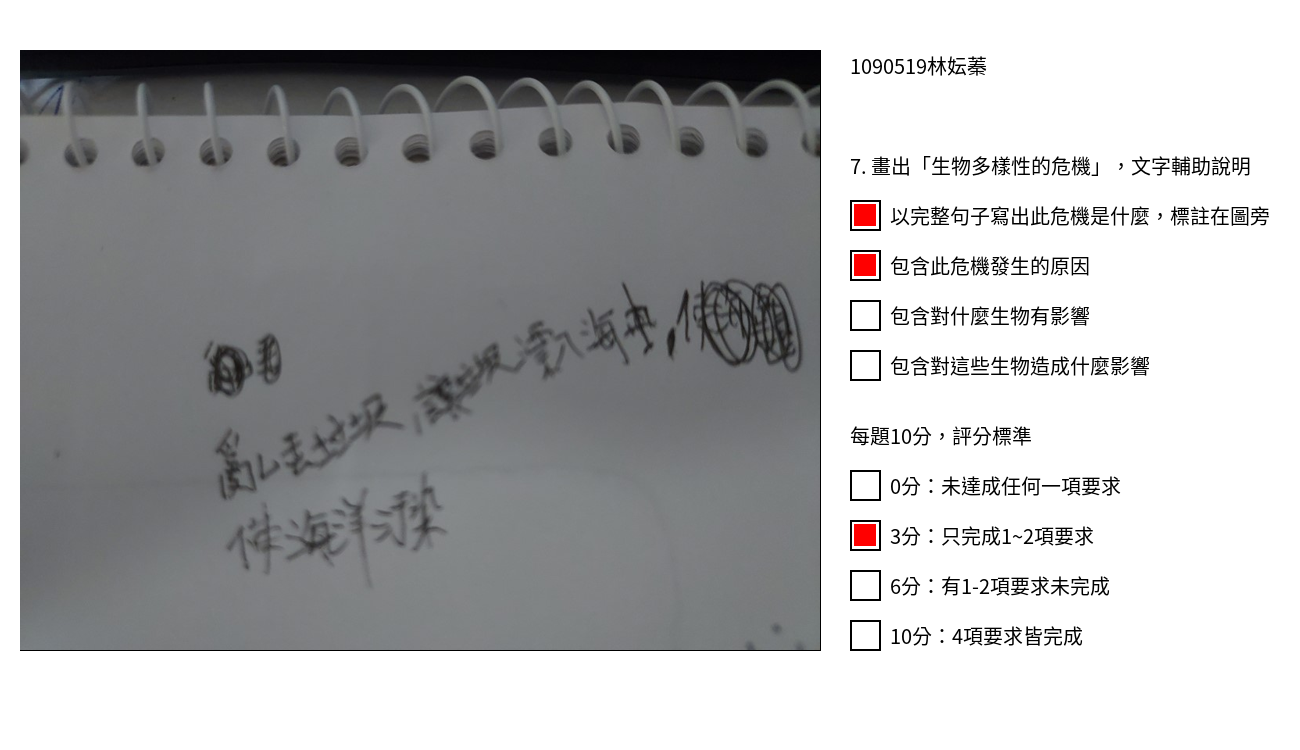 亂丟垃圾 讓垃圾流入海中,使
使海洋汙染
1090519林妘蓁
7. 畫出「生物多樣性的危機」,文字輔助說明
以完整句子寫出此危機是什麼,標註在圖旁
包含此危機發生的原因
包含對什麼生物有影響
包含對這些生物造成什麼影響
每題10分,評分標準
0分:未達成任何一項要求
3分:只完成1~2項要求
6分:有1-2項要求未完成
10分:4項要求皆完成